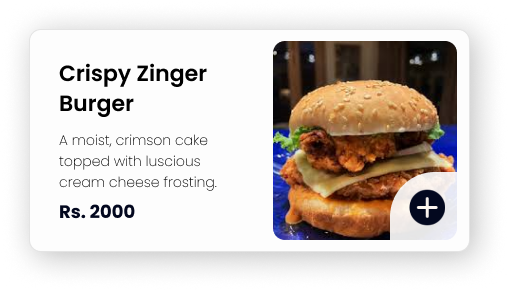 Crispy Zinger
Burger
A moist, crimson cake
topped with luscious
cream cheese frosting.
Rs. 2000